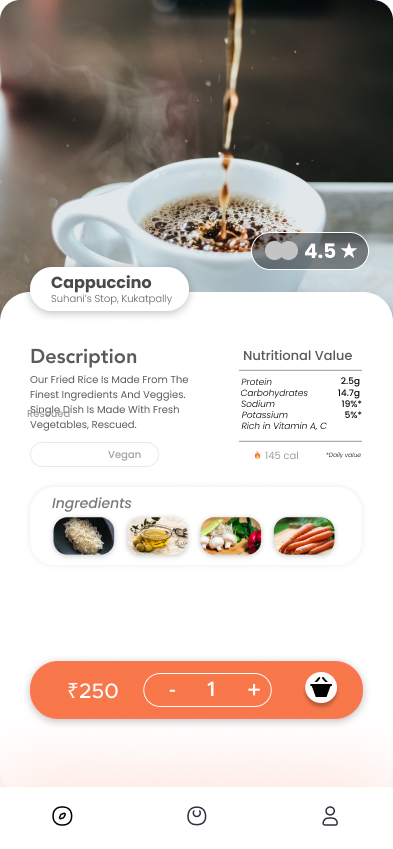 4.5
Cappuccino
Suhani's Stop, Kukatpally
Description
Our Fried Rice Is Made From The
Finest Ingredients And Veggies.
Single Dish Is Made With Fresh
Rescued
Vegetables, Rescued.
Vegan
Nutritional Value
Protein 2.5g
Carbohydrates 14.7g
Sodium 19%*
Potassium 5%*
Rich in Vitamin A, C
145 cal
*Daily value
Ingredients
₹250 - 1 +